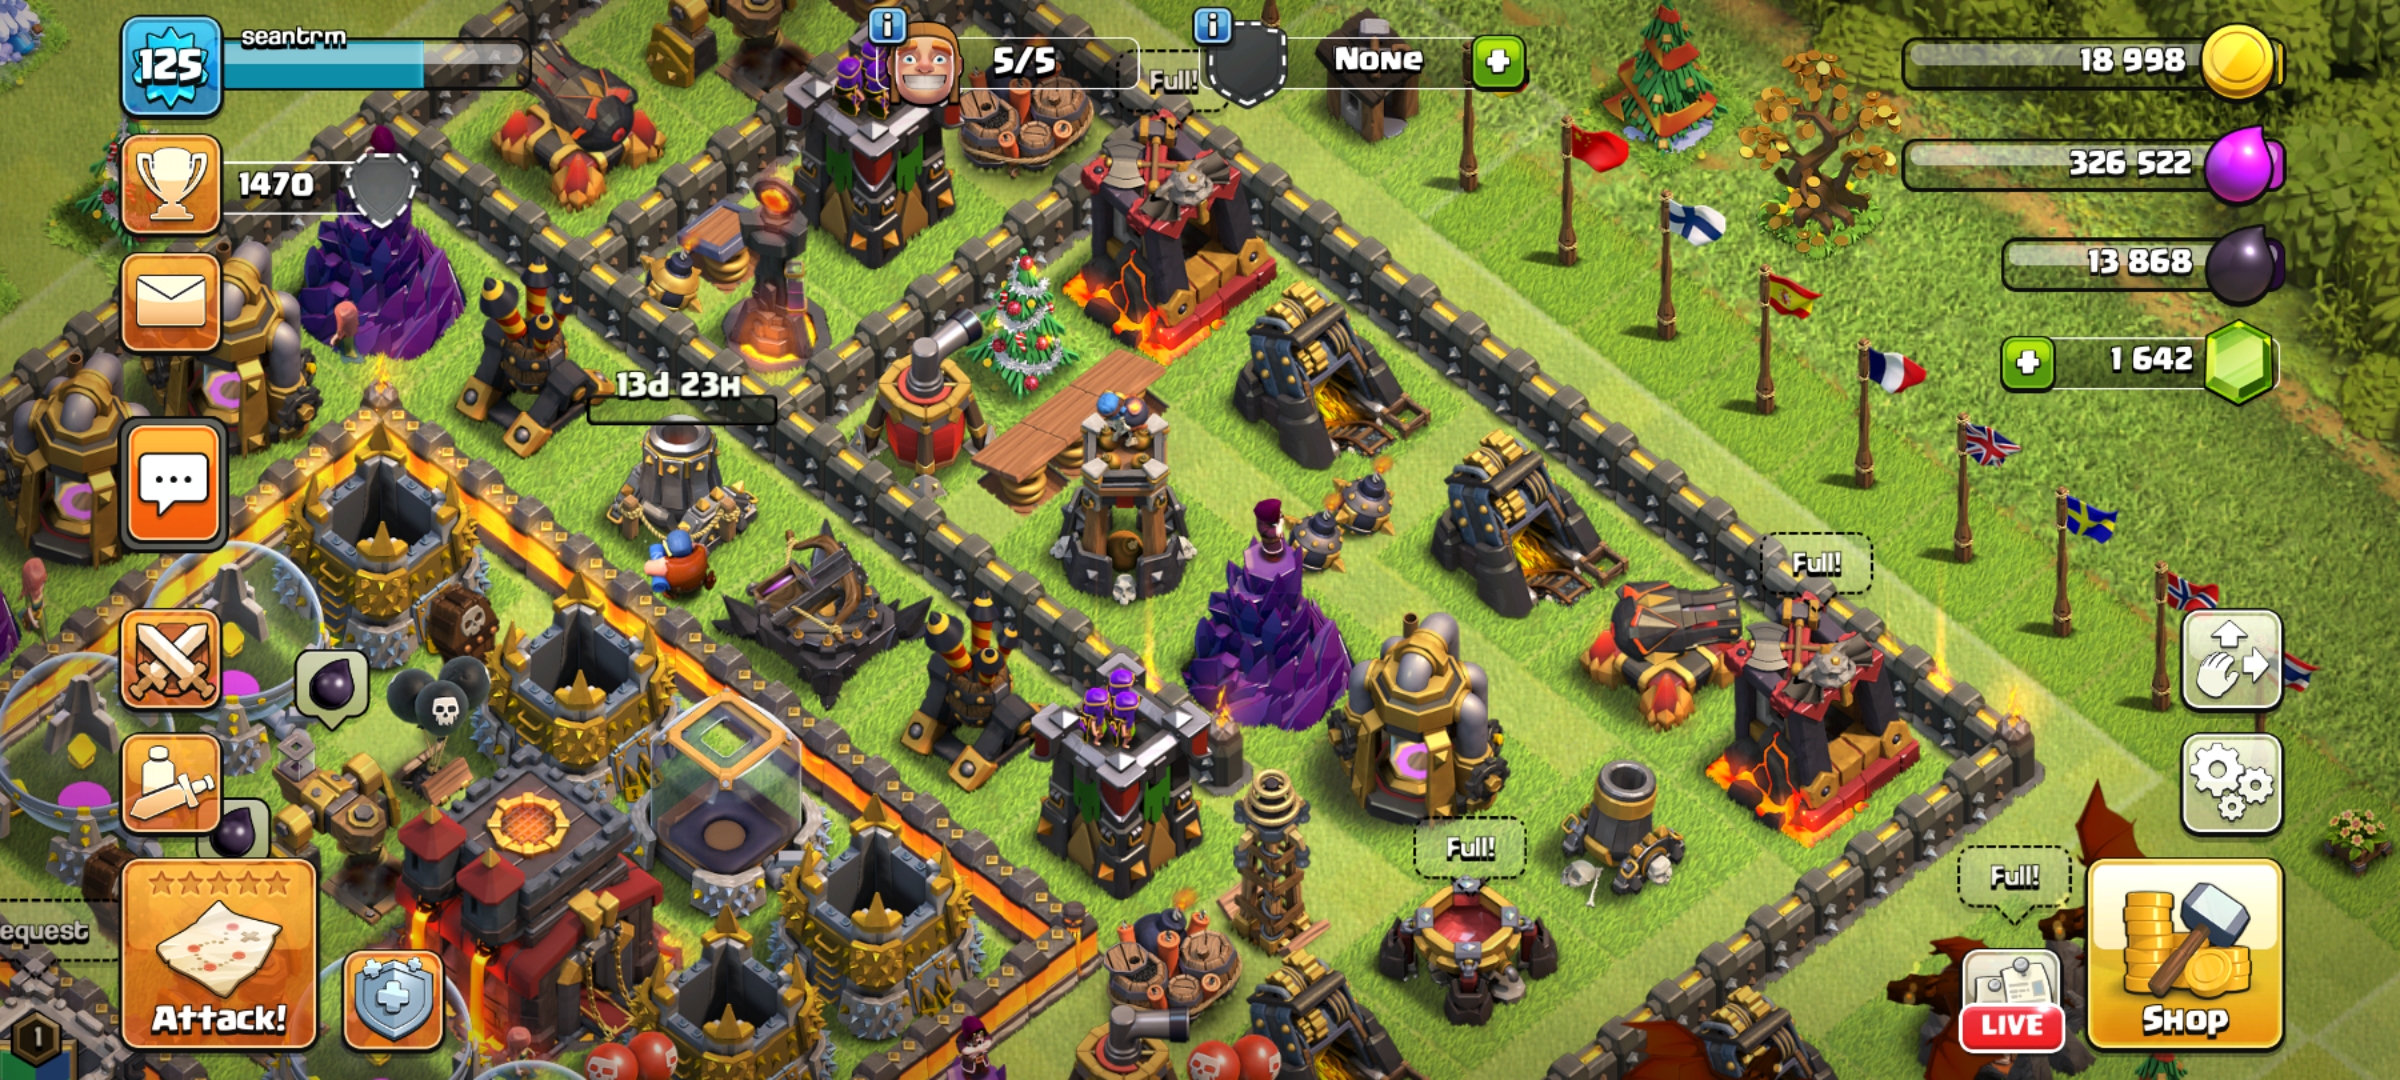 125
seantrm
5/5
Full!
None
18 998
1470
326 522
13 868
1 642
13d 23h
Full!
Full!
Full!
equest
Attack!
1
LIVE
Shop